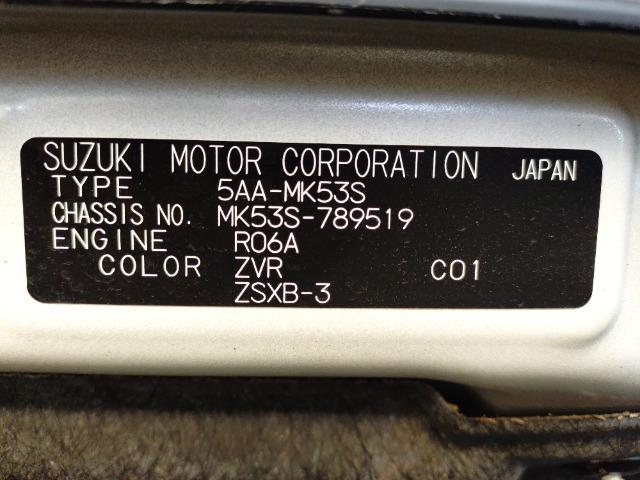 SUZUKI MOTOR CORPORATION JAPAN
TYPE 5AA-MK53S
CHASSIS NO. MK53S-789519
ENGINE R06A
COLOR ZVR C01
ZSXB-3